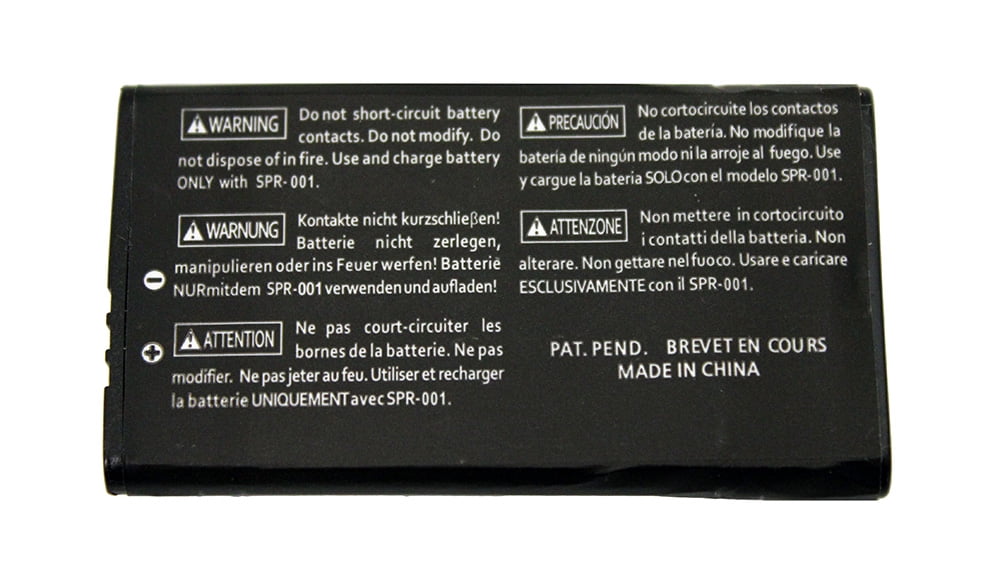 WARNING Do not short-circuit battery
contacts. Do not modify. Do
not dispose of in fire. Use and charge battery
ONLY with SPR-001.
WARNUNG Kontakte nicht kurzschließen!
Batterie nicht zerlegen,
manipulieren oder ins Feuer werfen! Batterie
NURmitdem SPR-001 verwenden und aufladen!
ATTENTION Ne pas court-circuiter les
bornes de la batterie. Ne pas
modifier. Ne pas jeter au feu. Utiliser et recharger
la batterie UNIQUEMENT avec SPR-001.
PRECAUCIÓN No cortocircuite los contactos
de la batería. No modifique la
batería de ningún modo ni la arroje al fuego. Use
y cargue la bateria SOLO con el modelo SPR-001.
ATTENZONE Non mettere in cortocircuito
i contatti della batteria. Non
alterare. Non gettare nel fuoco. Usare e caricare
ESCLUSIVAMENTE con il SPR-001.
PAT. PEND. BREVET EN COURS
MADE IN CHINA